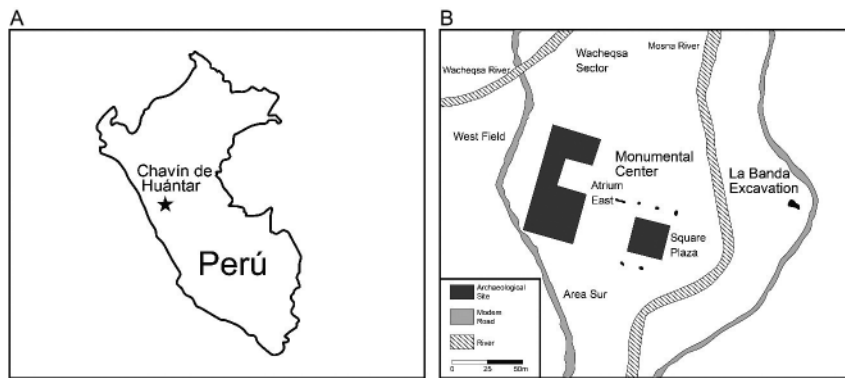 A
Chavín de
Huántar
Perú
B
Wacheqsa River
Wacheqsa
Sector
Mosna River
West Field
Monumental
Center
La Banda
Excavation
Atrium
East
Square
Plaza
Area Sur
Archaeological
Site
Modern
Road
River
0 25 50m